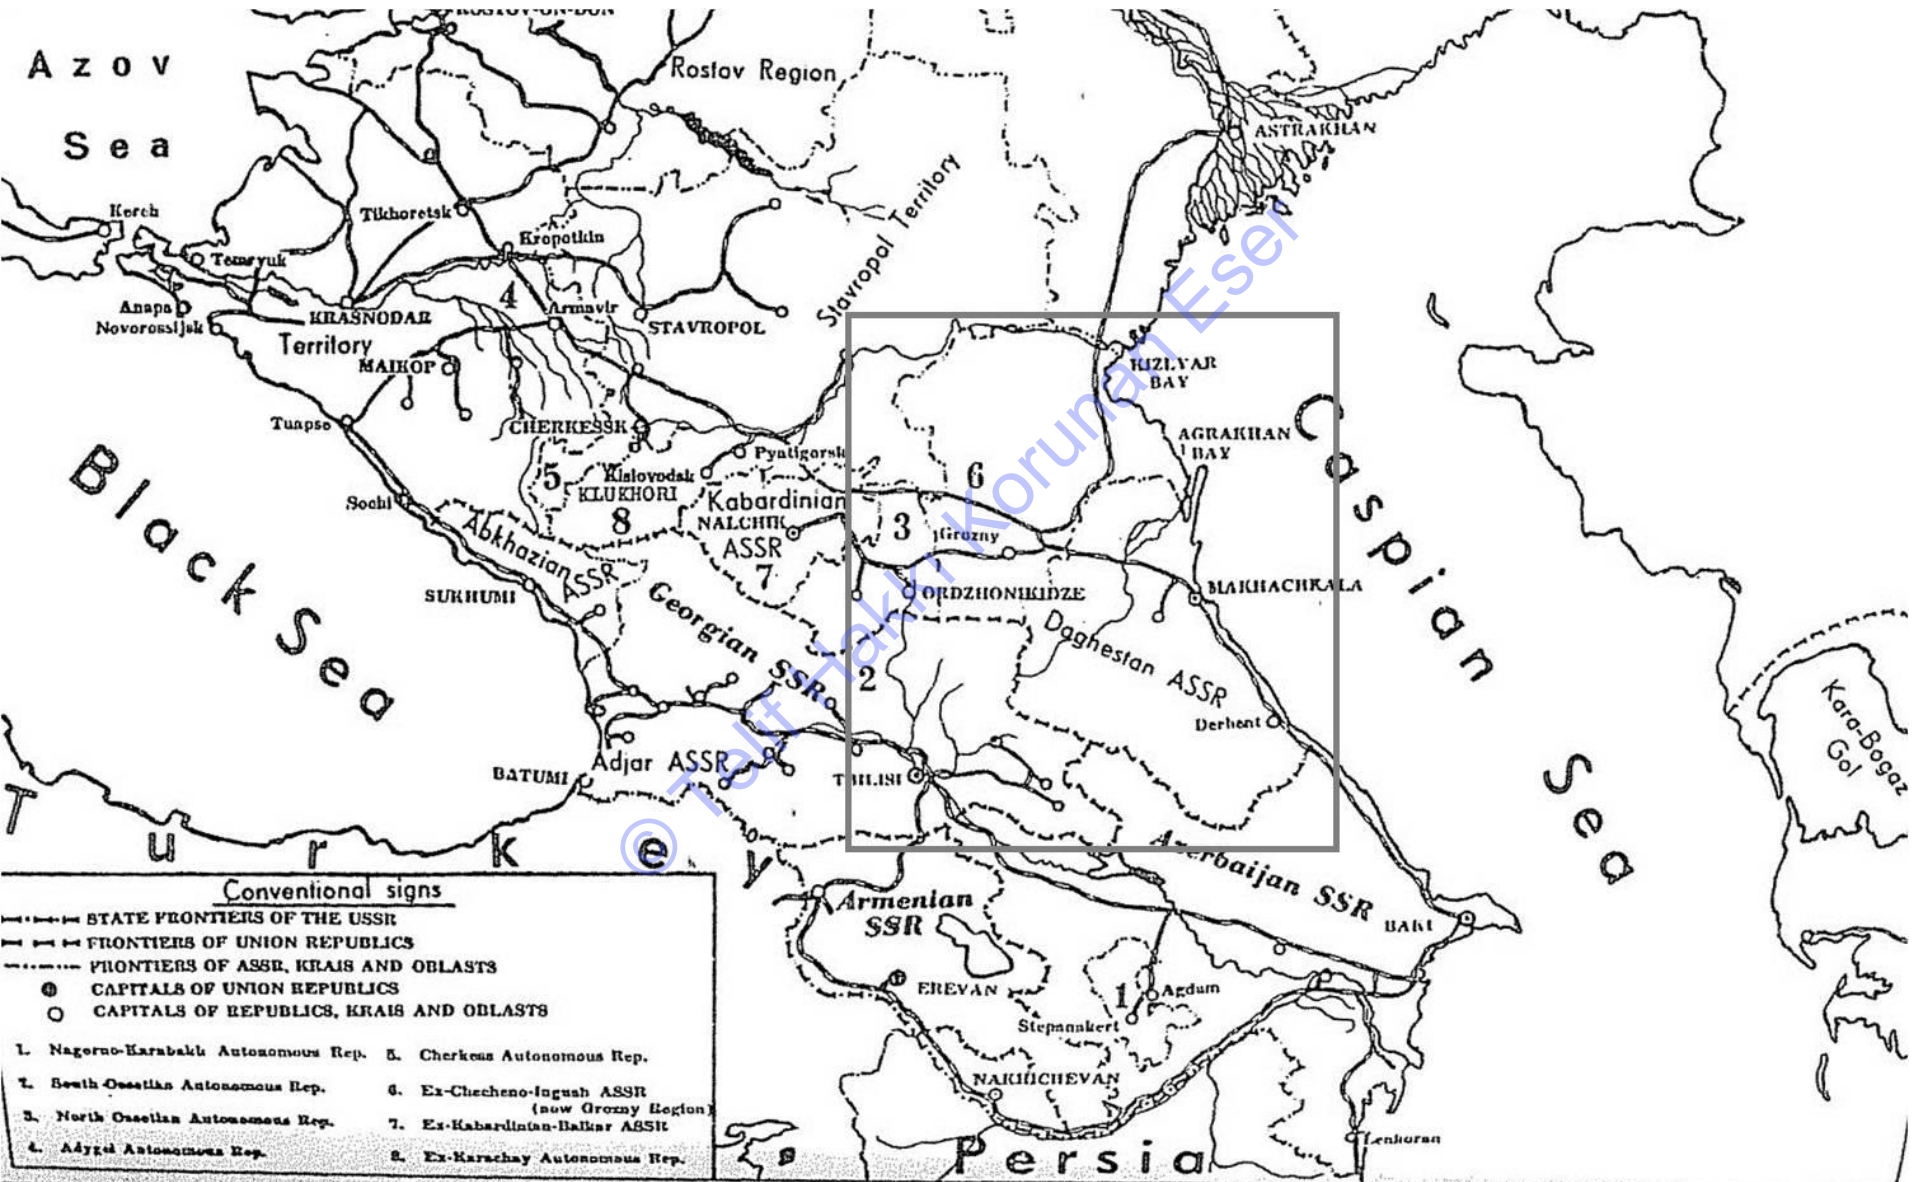 ROSTOV-ON-DON
Azov
Sea
Rostov Region
ASTRAKHAN
Kerch
Tikhoretsk
Stavropol Territory
Temryuk
Kropotkin
Anapa
Novorossijsk
4
Armavir
KRASNODAR
Territory
STAVROPOL
MAIKOP
KIZLYAR
BAY
Tuapse
CHERKESSK
AGRAKHAN
BAY
Pyatigorsk
Black Sea
Caspian Sea
5
Kislovodsk
KLUKHORI
6
Kabardinian
ASSR
NALCHIK
Sochi
8
3
Grozny
Abkhazian
ASSR
7
SUKHUMI
Georgian SSR
ORDZHONIKIDZE
MAKHACHKALA
Daghestan ASSR
2
Derbent
Kara-Bogaz
Gol
BATUMI
Adjar ASSR
TBILISI
Turkey
Azerbaijan SSR
Armenian
SSR
BAKI
EREVAN
1
Agdum
Stepanakert
NAKHICHEVAN
Lenkoran
Persia
Conventional signs
STATE FRONTIERS OF THE USSR
FRONTIERS OF UNION REPUBLICS
FRONTIERS OF ASSR, KRAIS AND OBLASTS
CAPITALS OF UNION REPUBLICS
CAPITALS OF REPUBLICS, KRAIS AND OBLASTS
1. Nagorno-Karabakh Autonomous Rep.
2. South-Ossetian Autonomous Rep.
3. North Ossetian Autonomous Rep.
4. Adygei Autonomous Rep.
5. Cherkess Autonomous Rep.
6. Ex-Checheno-Ingush ASSR
(now Grozny Region)
7. Ex-Kabardinian-Balkar ASSR
8. Ex-Karachay Autonomous Rep.
© Telif Hakkı Korunan Eser